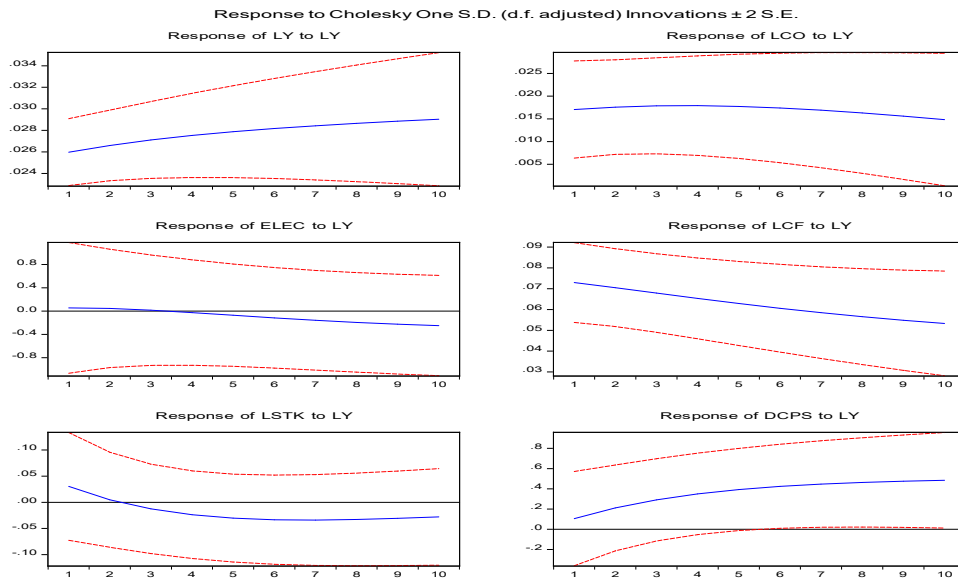 Response to Cholesky One S.D. (d.f. adjusted) Innovations ± 2 S.E.
Response of LY to LY
.034
.032
.030
.028
.026
.024
1 2 3 4 5 6 7 8 9 10
Response of LCO to LY
.025
.020
.015
.010
.005
1 2 3 4 5 6 7 8 9 10
Response of ELEC to LY
0.8
0.4
0.0
-0.4
-0.8
1 2 3 4 5 6 7 8 9 10
Response of LCF to LY
.09
.08
.07
.06
.05
.04
.03
1 2 3 4 5 6 7 8 9 10
Response of LSTK to LY
.10
.05
.00
-.05
-.10
1 2 3 4 5 6 7 8 9 10
Response of DCPS to LY
.8
.6
.4
.2
.0
-.2
1 2 3 4 5 6 7 8 9 10